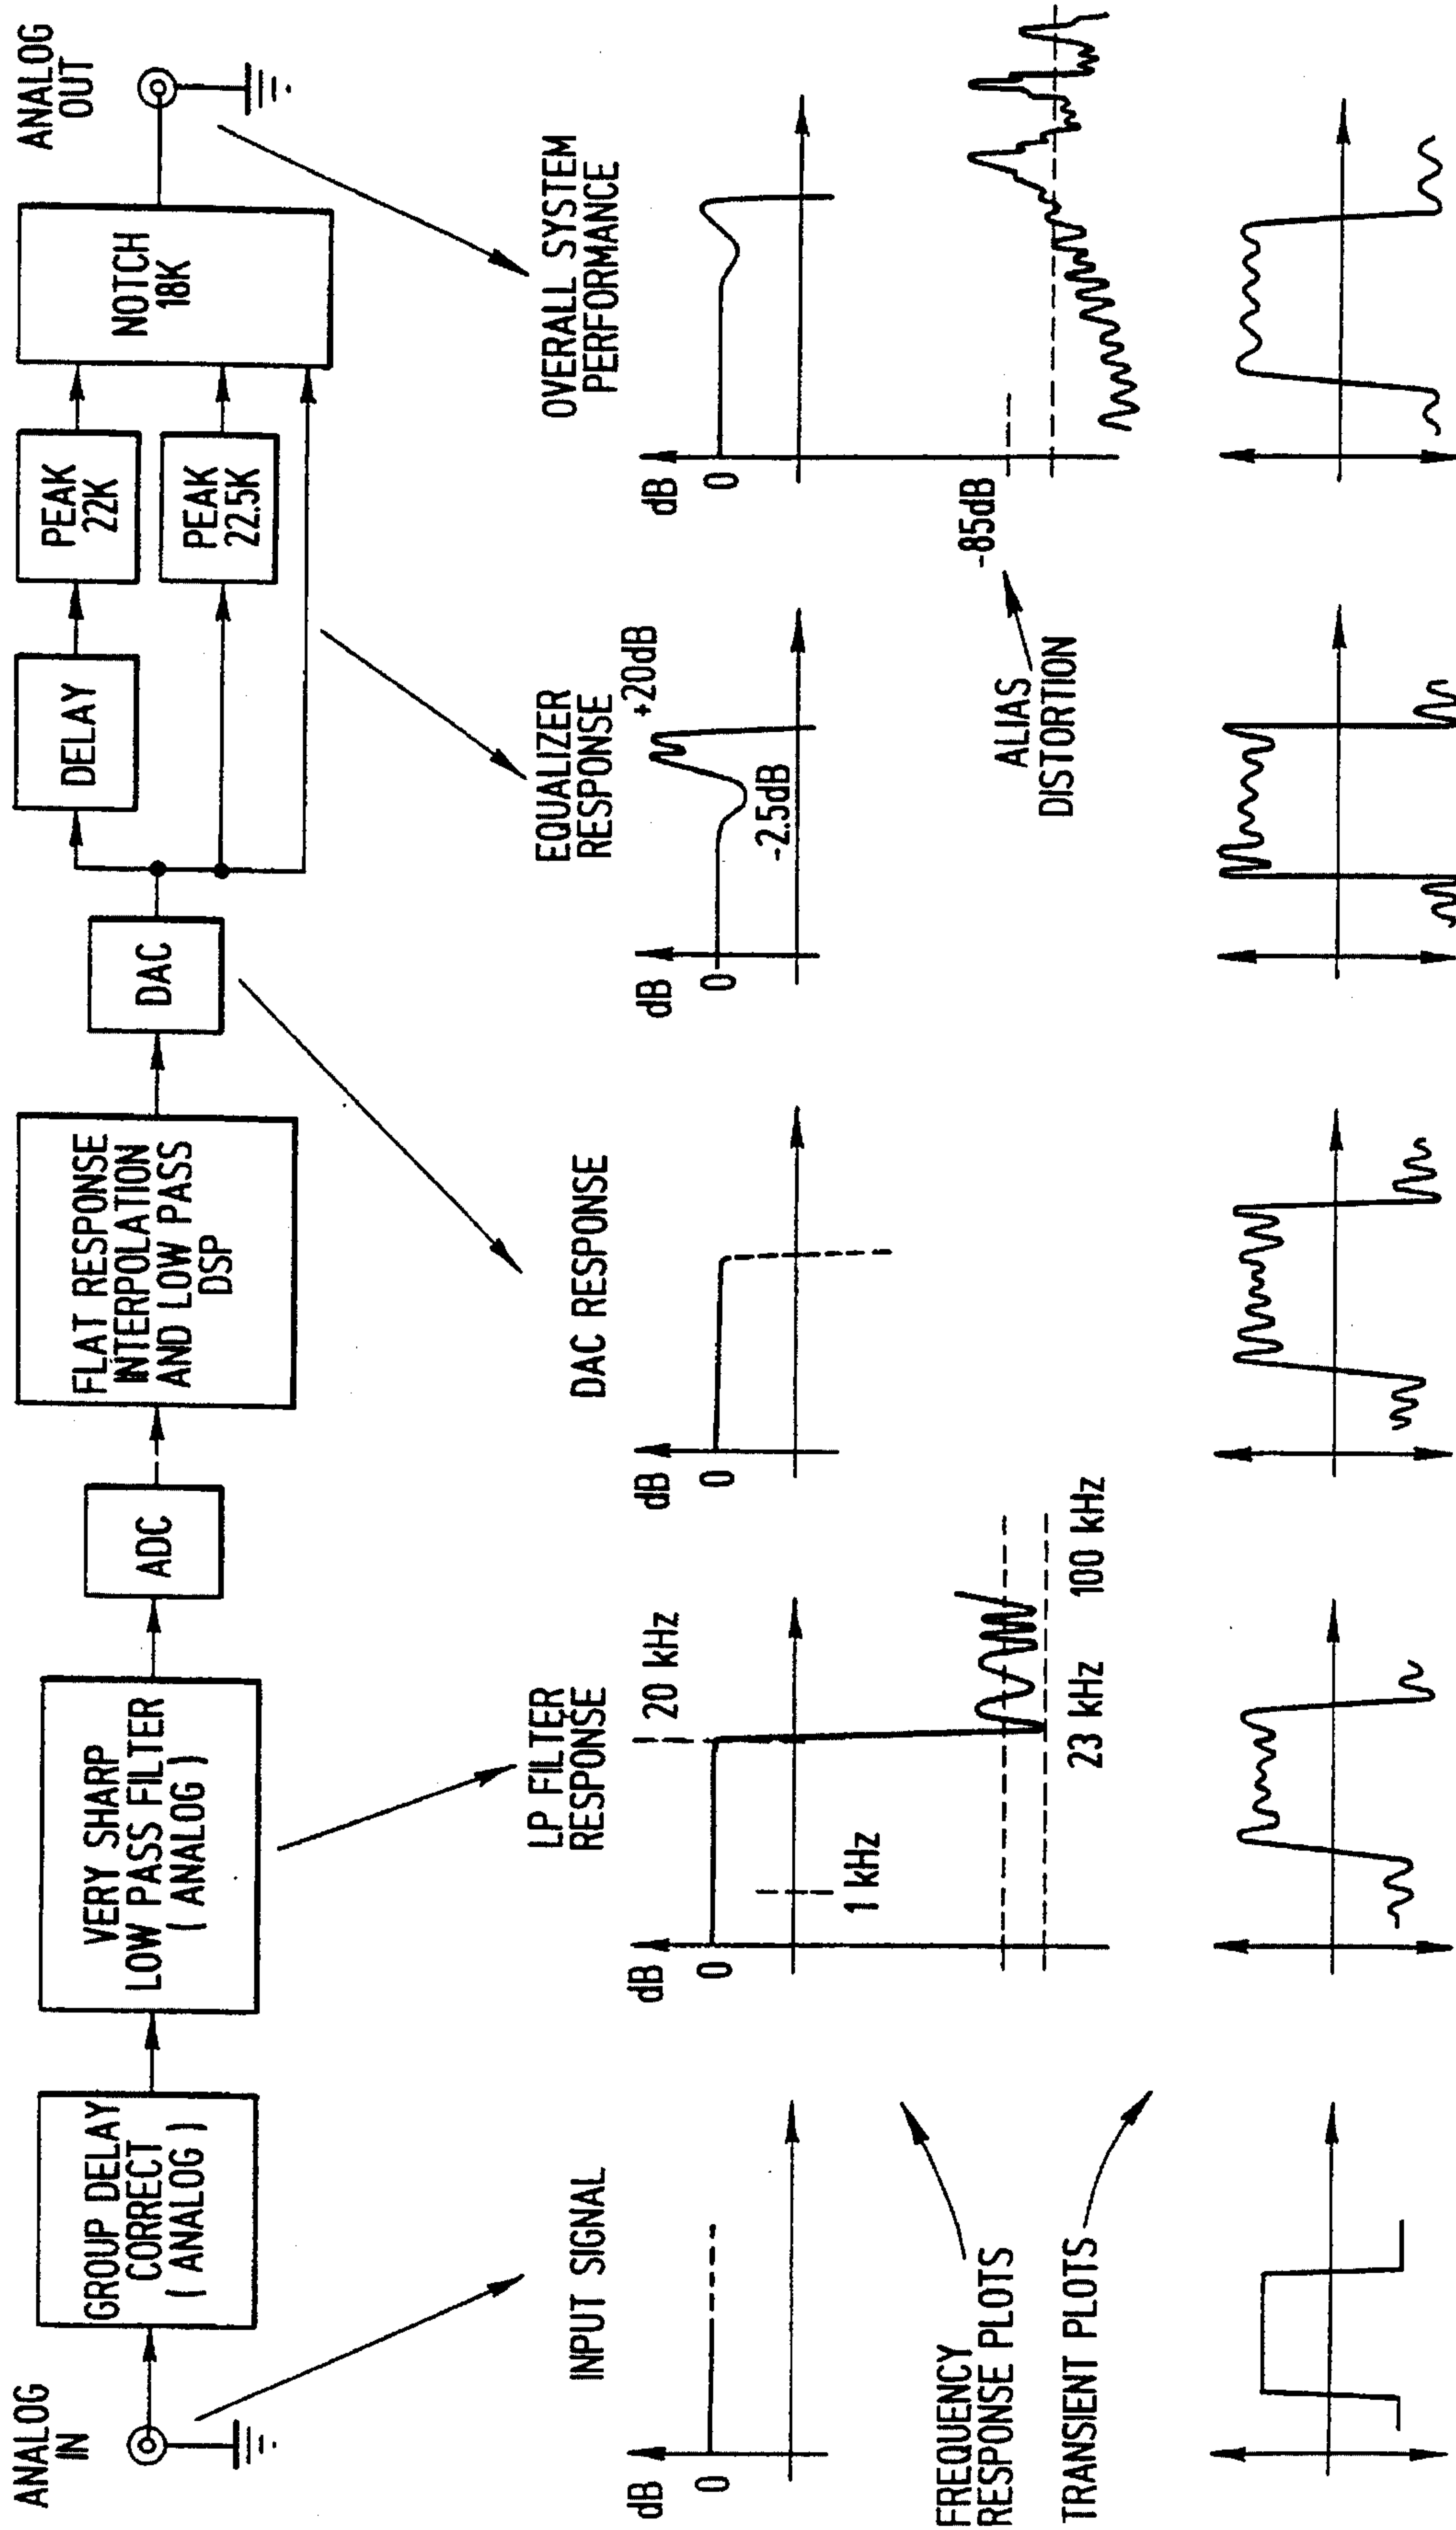 ANALOG
IN
GROUP DELAY
CORRECT
( ANALOG )
VERY SHARP
LOW PASS FILTER
( ANALOG )
ADC
FLAT RESPONSE
INTERPOLATION
AND LOW PASS
DSP
DAC
DELAY
PEAK
22K
PEAK
22.5K
NOTCH
18K
ANALOG
OUT
INPUT SIGNAL
dB
0
LP FILTER
RESPONSE
dB
0
20 kHz
1 kHz
23 kHz
100 kHz
DAC RESPONSE
dB
0
EQUALIZER
RESPONSE
dB
0
+20dB
-2.5dB
OVERALL SYSTEM
PERFORMANCE
dB
0
-85dB
ALIAS
DISTORTION
FREQUENCY
RESPONSE PLOTS
TRANSIENT PLOTS